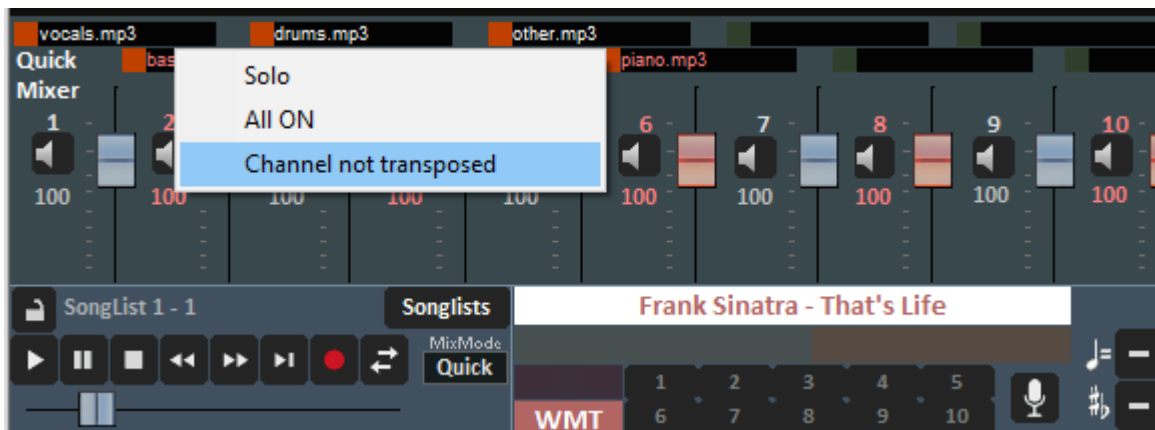 vocals.mp3 drums.mp3 other.mp3
Quick bas piano.mp3
Mixer
Solo
All ON
Channel not transposed
1 2 6 7 8 9 10
100 100 100 100 100 100 100 100 100 100
SongList 1 - 1 Songlists Frank Sinatra - That's Life
MixMode
Quick
1 2 3 4 5
WMT 6 7 8 9 10